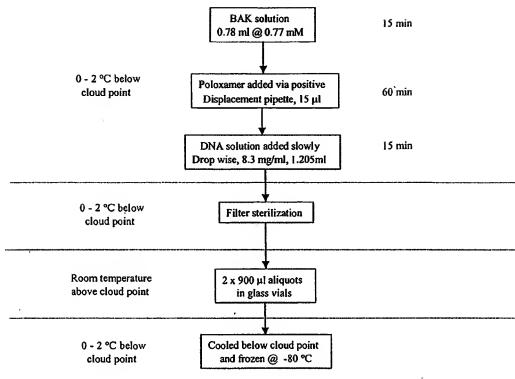 BAK solution
0.78 ml @ 0.77 mM
15 min
0 - 2 °C below
cloud point
Poloxamer added via positive
Displacement pipette, 15 µl
60 min
DNA solution added slowly
Drop wise, 8.3 mg/ml, 1.205ml
15 min
0 - 2 °C below
cloud point
Filter sterilization
Room temperature
above cloud point
2 x 900 µl aliquots
in glass vials
0 - 2 °C below
cloud point
Cooled below cloud point
and frozen @ -80 °C